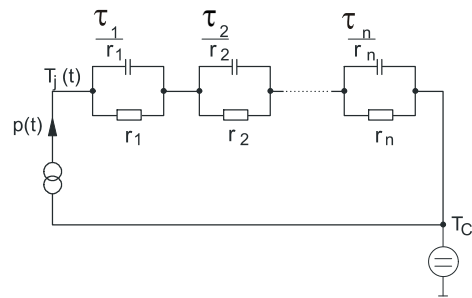 τ1 τ2 τn
r1 r2 rn
Tj (t)
p(t)
r1 r2 rn
TC